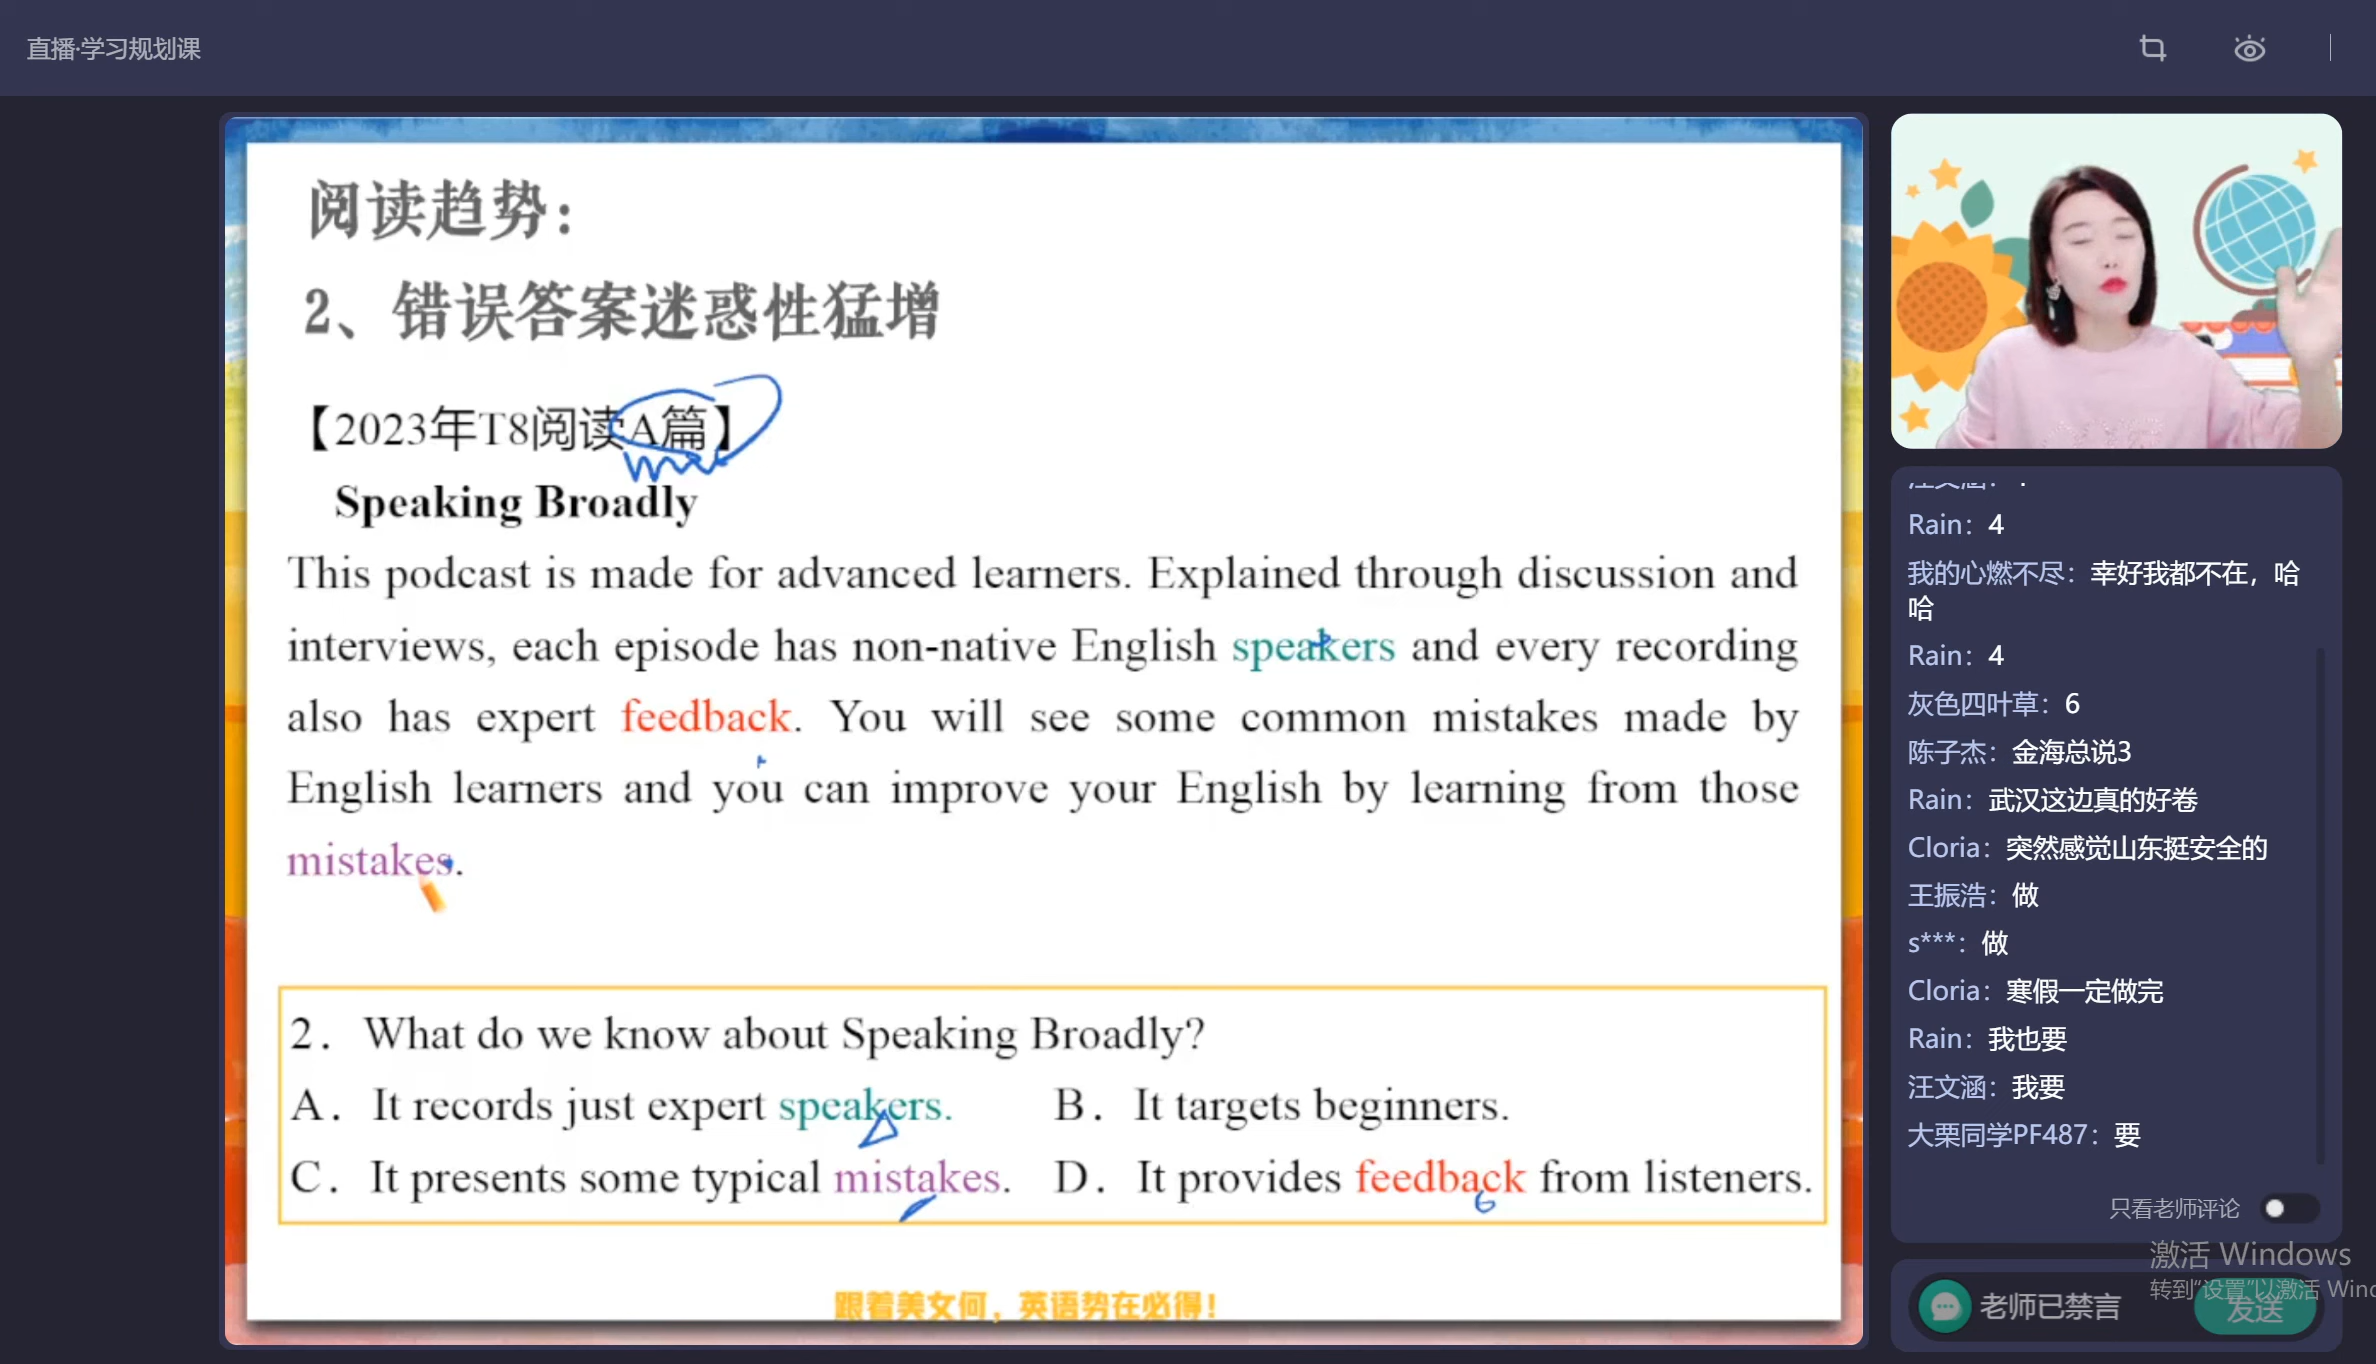 直播·学习规划课
阅读趋势：
2、错误答案迷惑性猛增
【2023年T8阅读A篇】
Speaking Broadly
This podcast is made for advanced learners. Explained through discussion and
interviews, each episode has non-native English speakers and every recording
also has expert feedback. You will see some common mistakes made by
English learners and you can improve your English by learning from those
mistakes.
2. What do we know about Speaking Broadly?
A. It records just expert speakers. B. It targets beginners.
C. It presents some typical mistakes. D. It provides feedback from listeners.
跟着美女何，英语势在必得！
Rain：4
我的心燃不尽：幸好我都不在，哈
哈
Rain：4
灰色四叶草：6
陈子杰：金海总说3
Rain：武汉这边真的好卷
Cloria：突然感觉山东挺安全的
王振浩：做
s***：做
Cloria：寒假一定做完
Rain：我也要
汪文涵：我要
大栗同学PF487：要
只看老师评论
激活 Windows
转到"设置"以激活 Winc
老师已禁言
发送